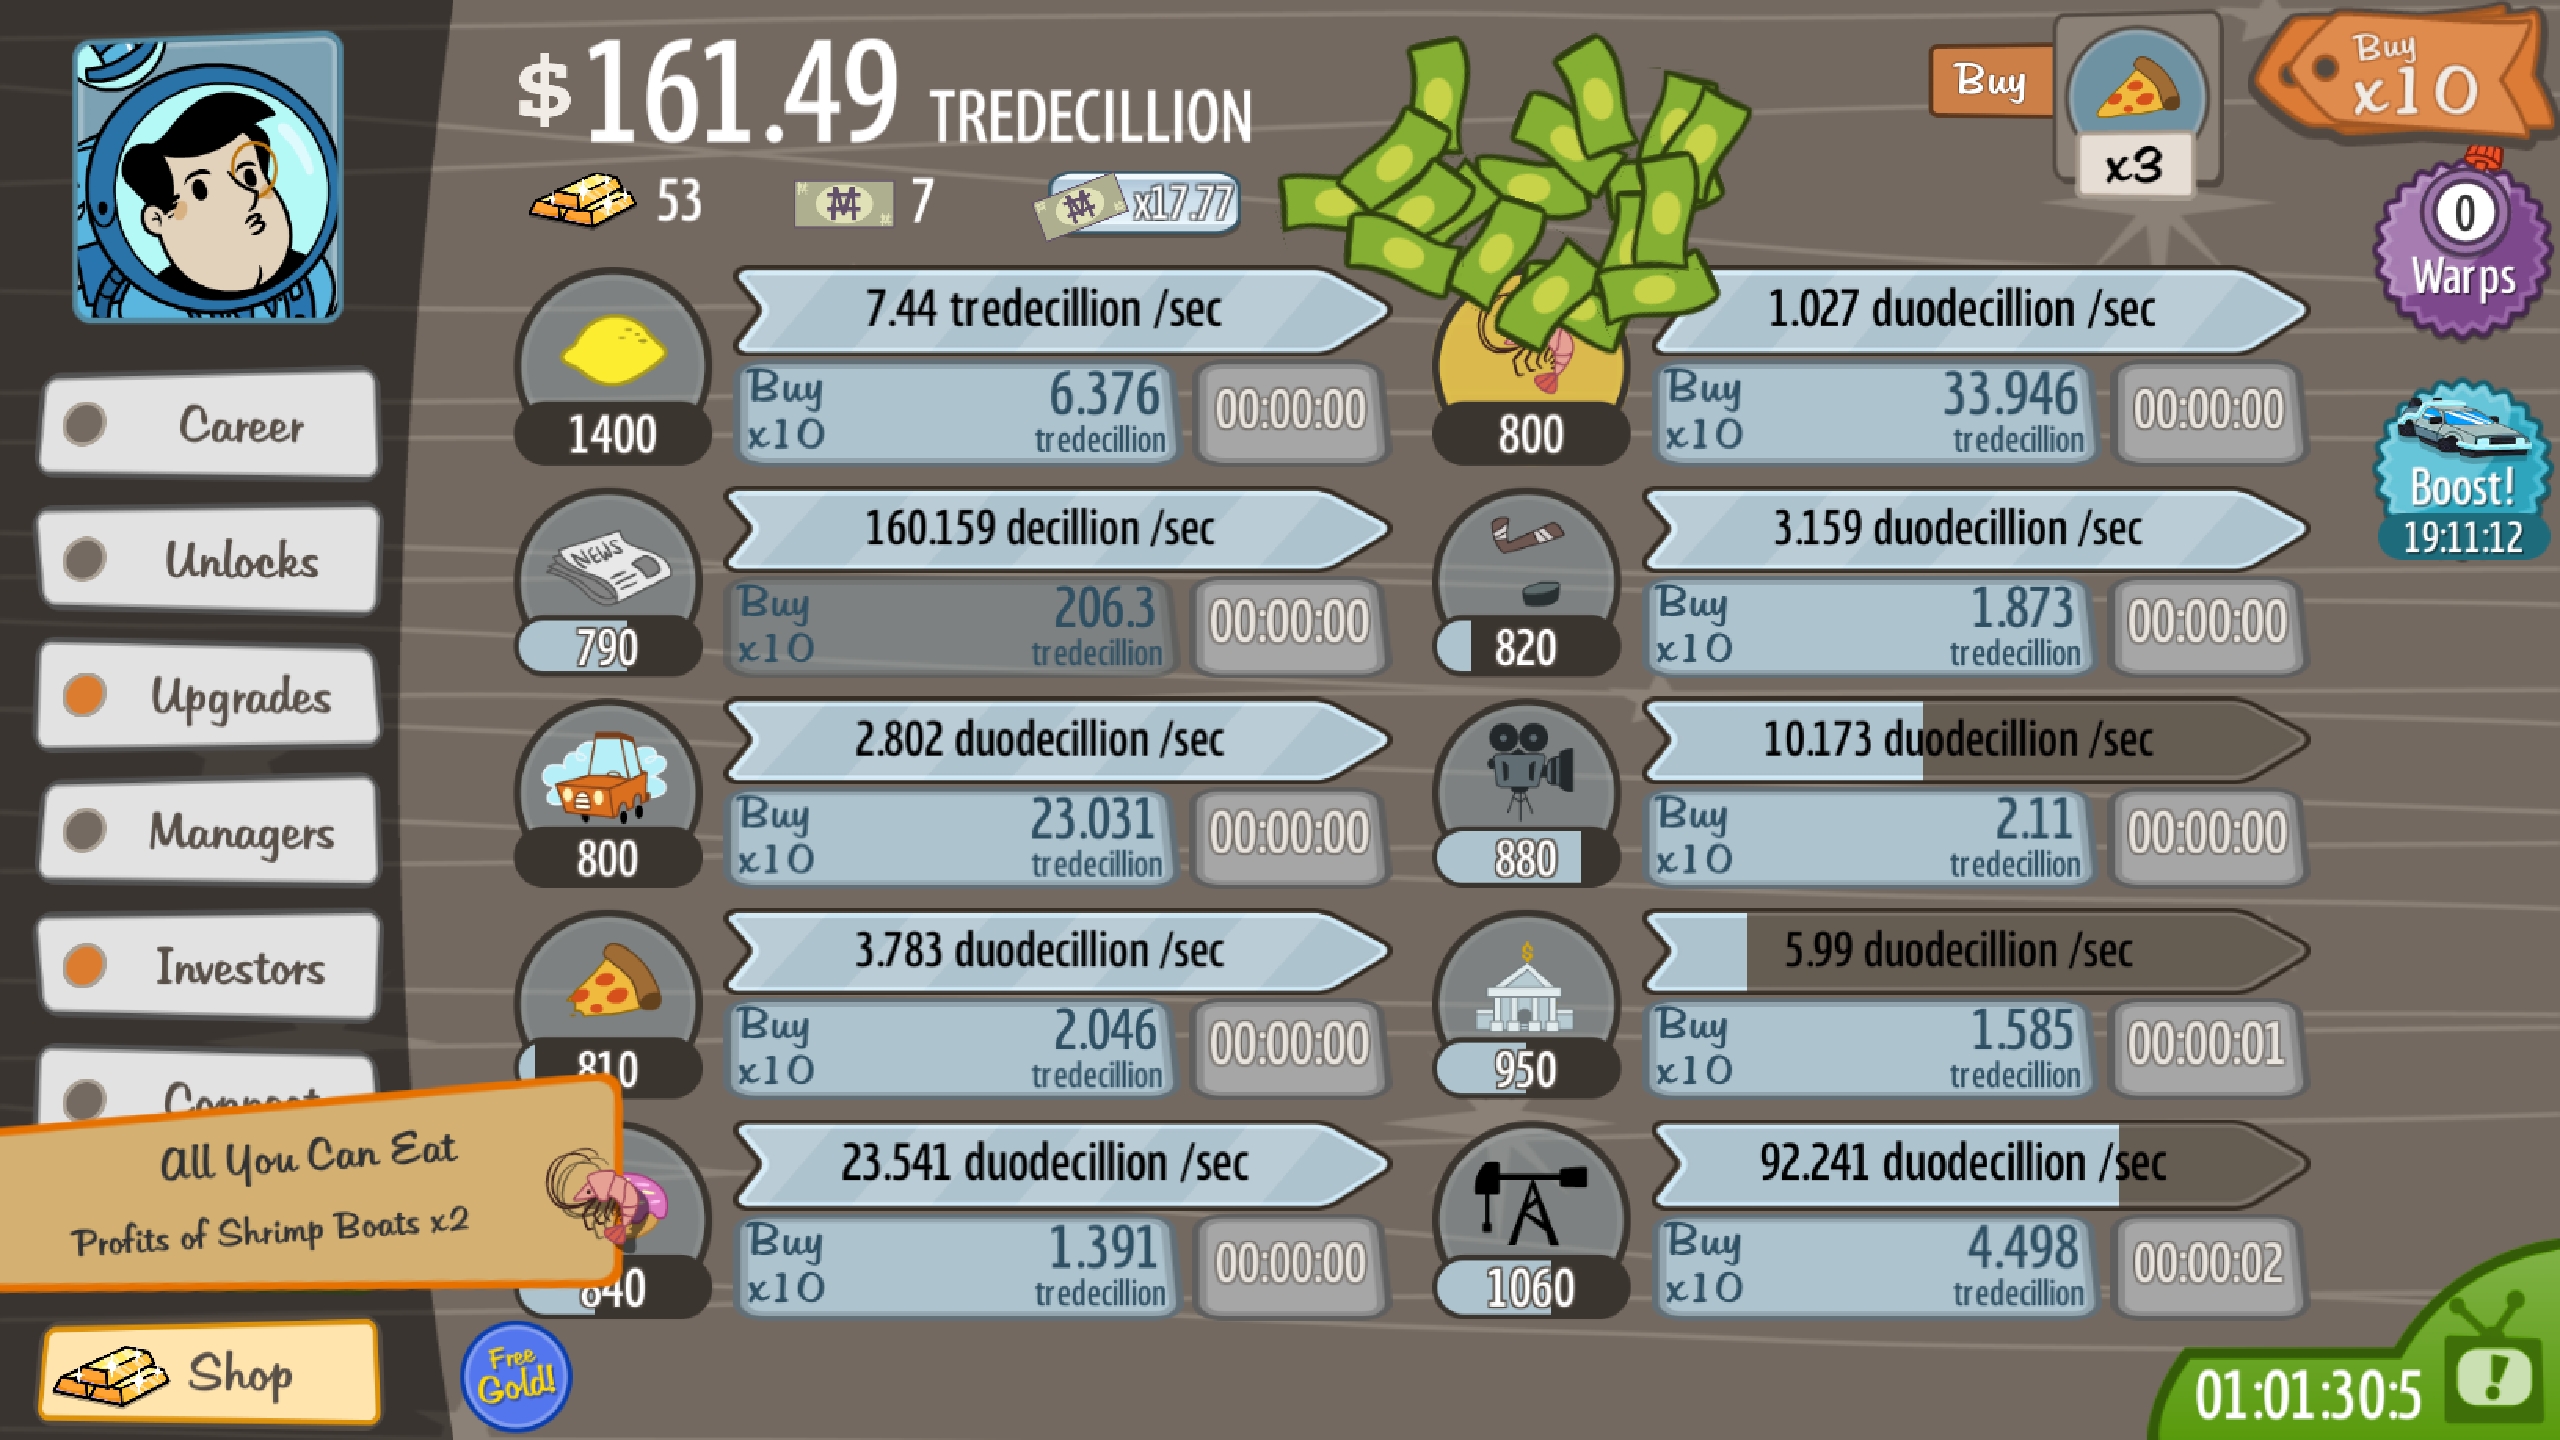 $161.49 TREDECILLION
53
7
x17.77
Buy
x3
Buy
x10
0
Warps
Boost!
19:11:12
Career
Unlocks
Upgrades
Managers
Investors
All You Can Eat
Profits of Shrimp Boats x2
Shop
Free
Gold!
1400
7.44 tredecillion /sec
Buy
x10
6.376
tredecillion
00:00:00
NEWS
790
160.159 decillion /sec
Buy
x10
206.3
tredecillion
00:00:00
800
2.802 duodecillion /sec
Buy
x10
23.031
tredecillion
00:00:00
810
3.783 duodecillion /sec
Buy
x10
2.046
tredecillion
00:00:00
840
23.541 duodecillion /sec
Buy
x10
1.391
tredecillion
00:00:00
800
1.027 duodecillion /sec
Buy
x10
33.946
tredecillion
00:00:00
820
3.159 duodecillion /sec
Buy
x10
1.873
tredecillion
00:00:00
880
10.173 duodecillion /sec
Buy
x10
2.11
tredecillion
00:00:00
950
5.99 duodecillion /sec
Buy
x10
1.585
tredecillion
00:00:01
1060
92.241 duodecillion /sec
Buy
x10
4.498
tredecillion
00:00:02
01:01:30:5